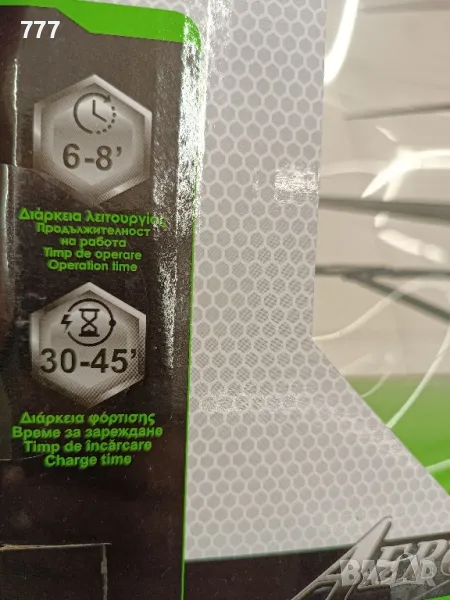 777
6-8'
Διάρκεια λειτουργίας
Продължителност
на работа
Timp de operare
Operation time
30-45'
Διάρκεια φόρτισης
Време за зареждане
Timp de încărcare
Charge time
BAZAR